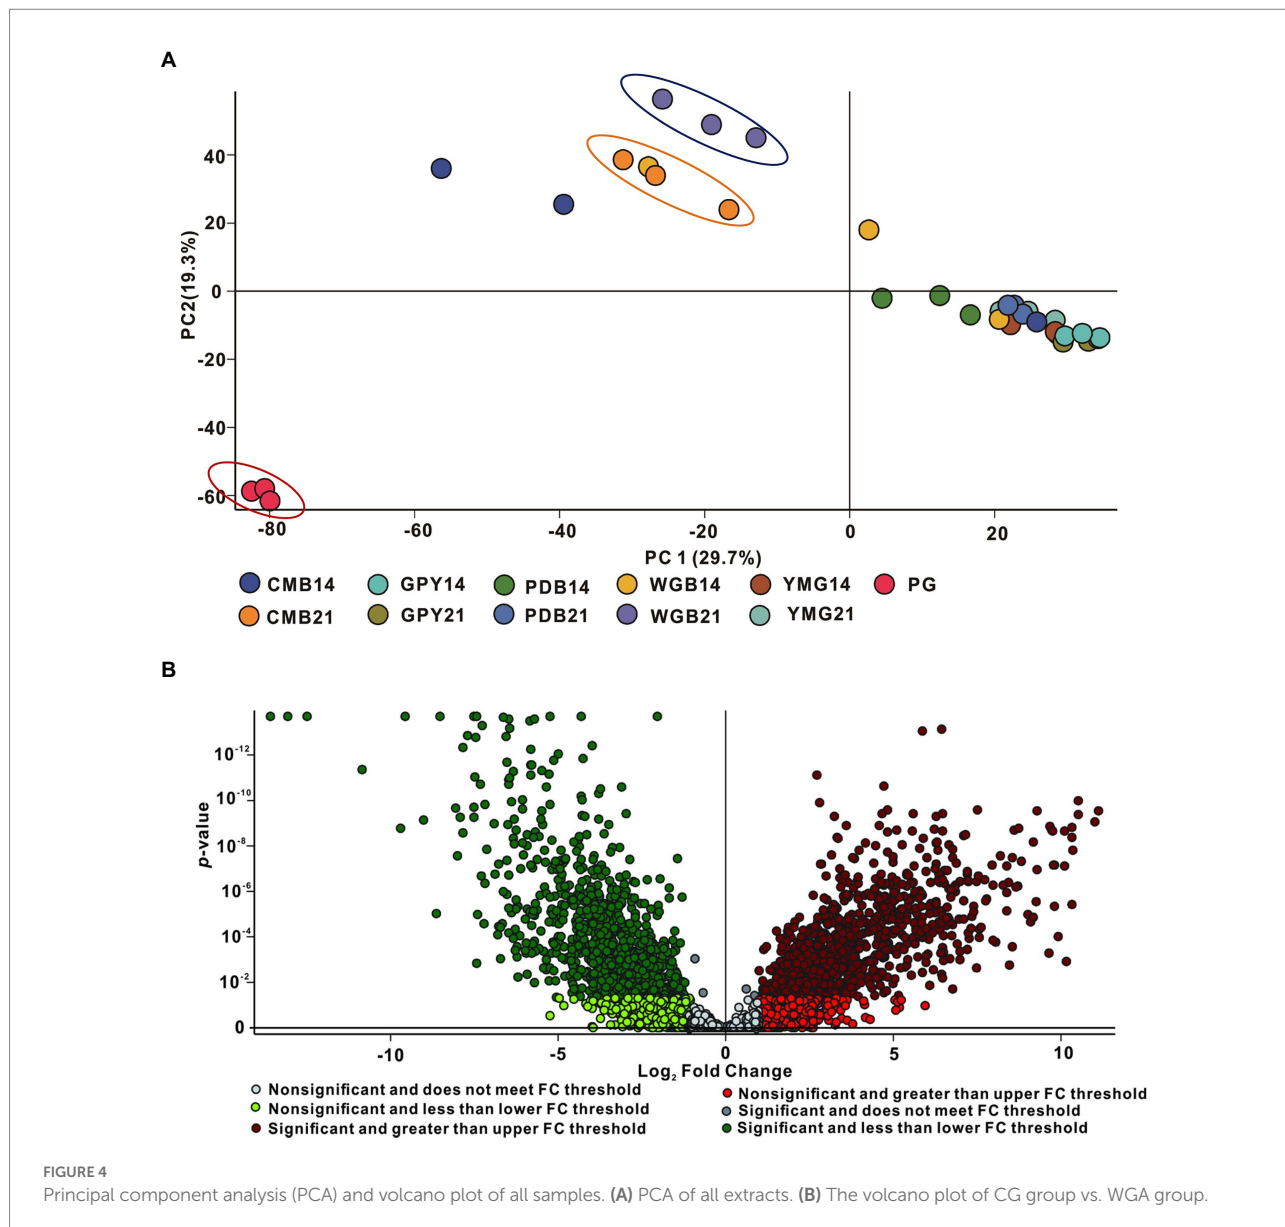 A
40
20
0
-20
-40
-60
PC2(19.3%)
-80 -60 -40 -20 0 20
PC 1 (29.7%)
CMB14 GPY14 PDB14 WGB14 YMG14 PG
CMB21 GPY21 PDB21 WGB21 YMG21
B
10-12
10-10
10-8
10-6
10-4
10-2
0
p-value
-10 -5 0 5 10
Log2 Fold Change
Nonsignificant and does not meet FC threshold
Nonsignificant and less than lower FC threshold
Significant and greater than upper FC threshold
Nonsignificant and greater than upper FC threshold
Significant and does not meet FC threshold
Significant and less than lower FC threshold
FIGURE 4
Principal component analysis (PCA) and volcano plot of all samples. (A) PCA of all extracts. (B) The volcano plot of CG group vs. WGA group.